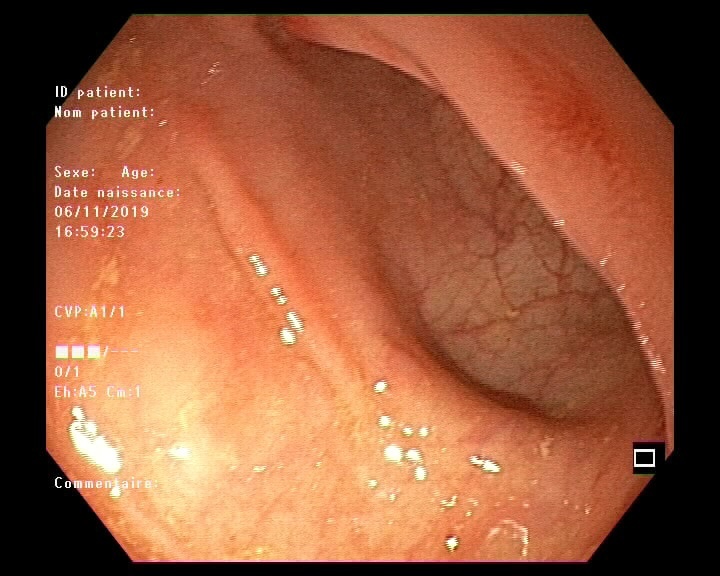 ID patient:
Nom patient:
Sexe: Age:
Date naissance:
06/11/2019
16:59:23
CVP:A1/1
0/1
Eh:A5 Cm:1
Commentaire: